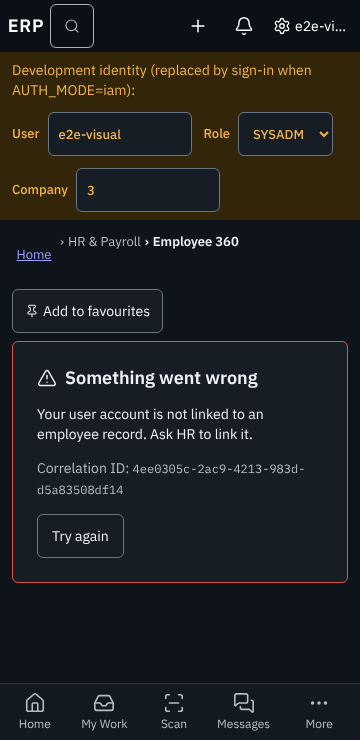 ERP
e2e-vi...
Development identity (replaced by sign-in when
AUTH_MODE=iam):
User e2e-visual Role SYSADM
Company 3
Home › HR & Payroll › Employee 360
Add to favourites
Something went wrong
Your user account is not linked to an
employee record. Ask HR to link it.
Correlation ID: 4ee0305c-2ac9-4213-983d-
d5a83508df14
Try again
Home My Work Scan Messages More